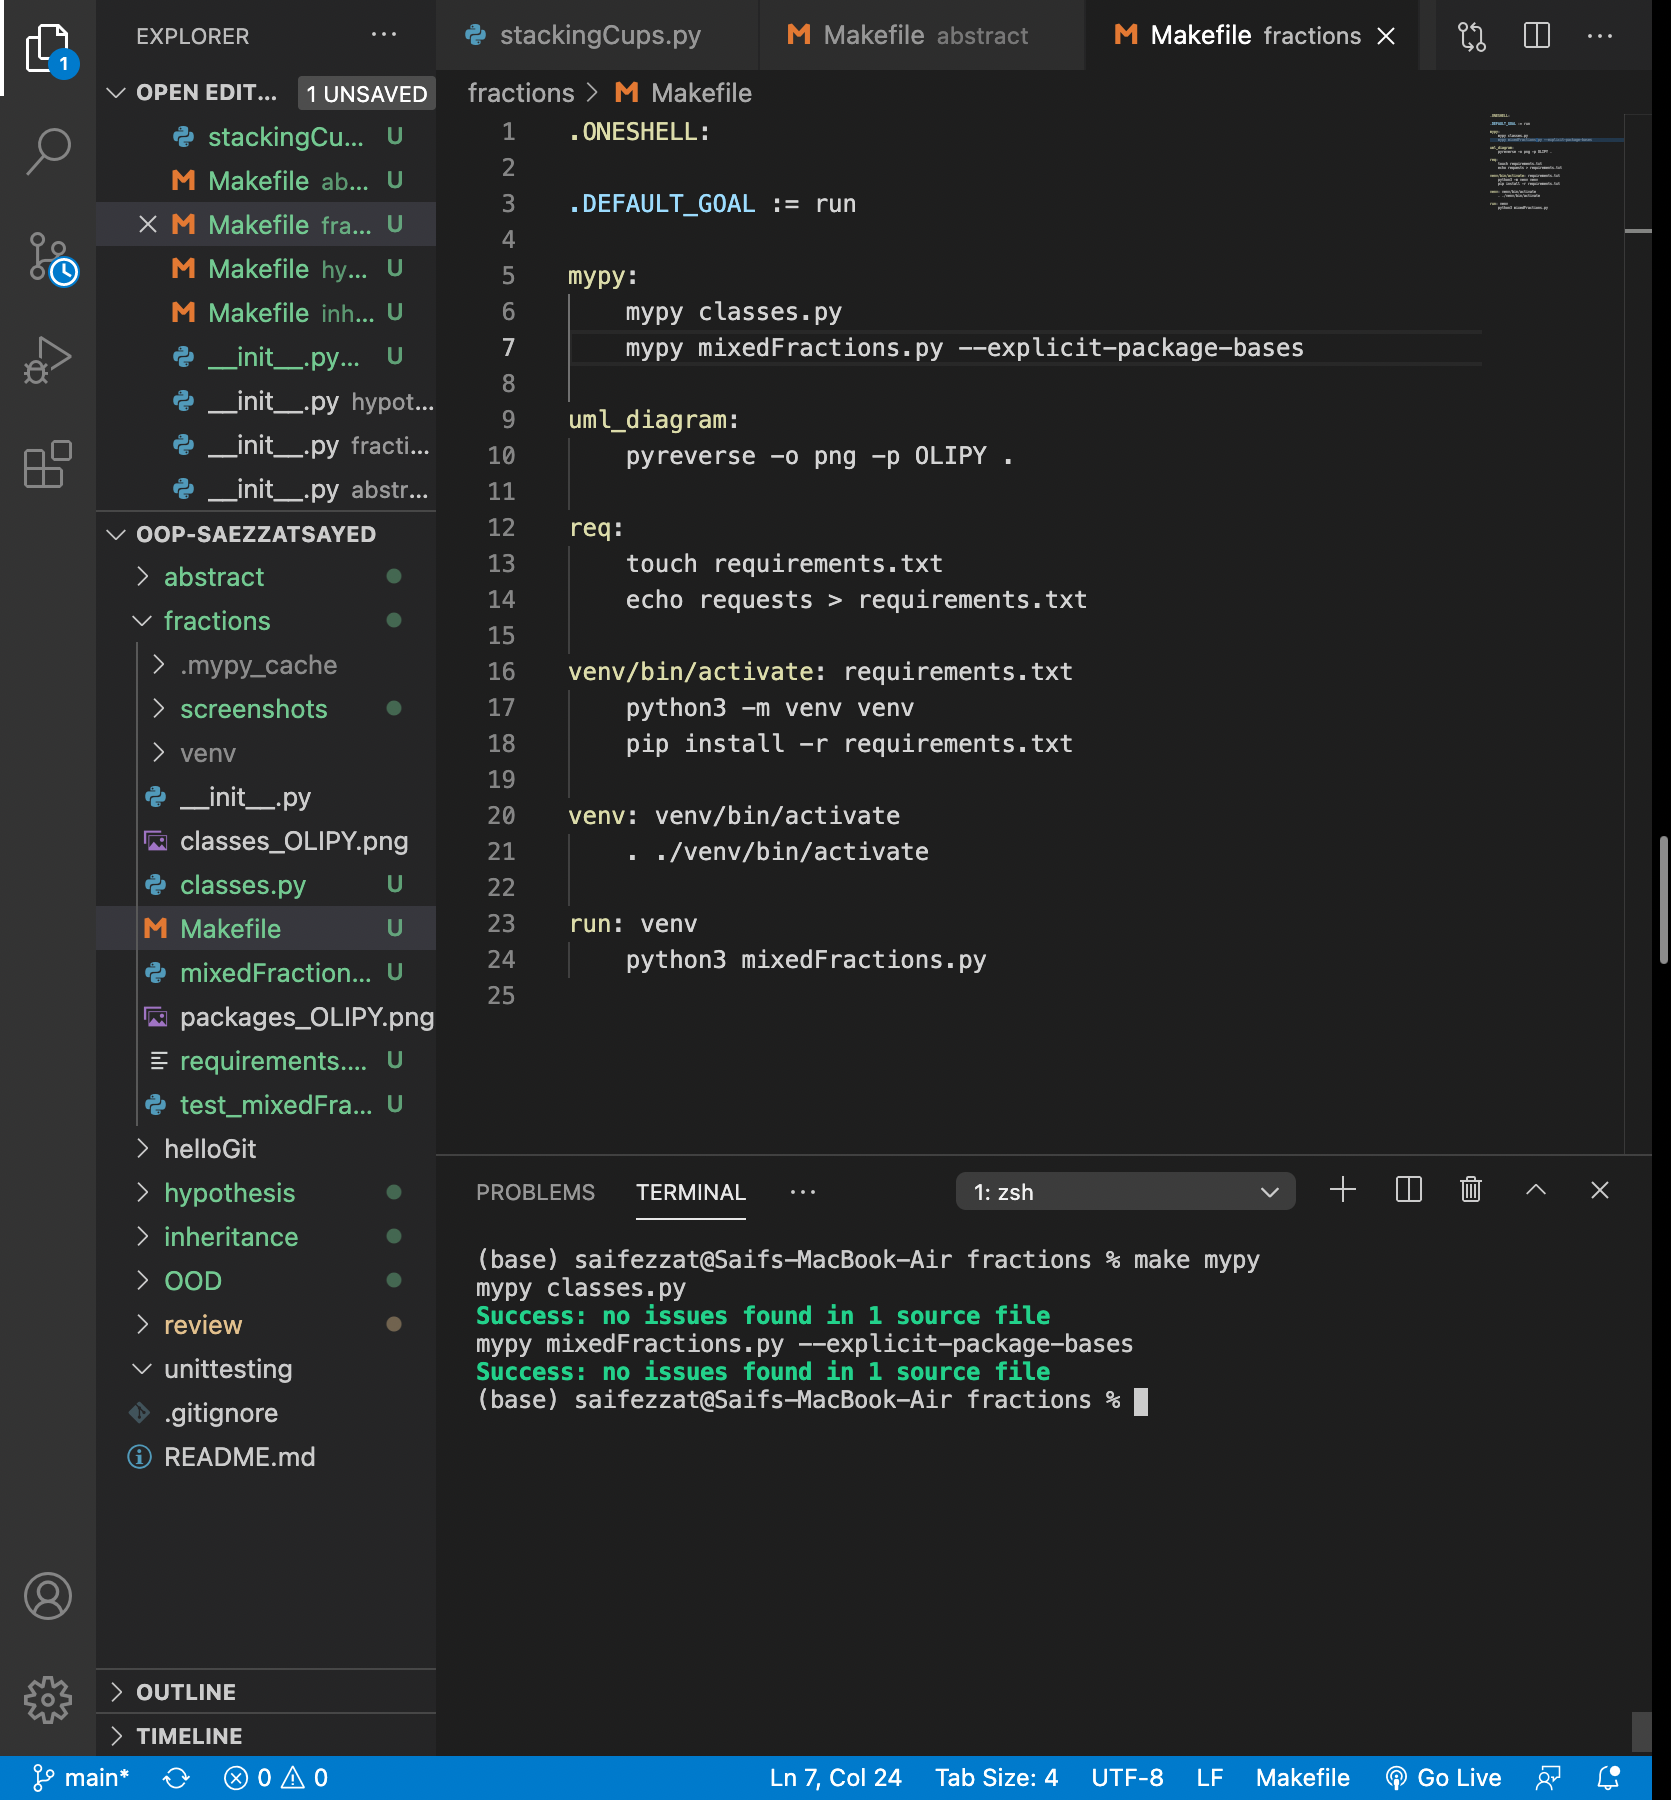 EXPLORER
OPEN EDIT... 1 UNSAVED
stackingCu... U
Makefile ab... U
Makefile fra... U
Makefile hy... U
Makefile inh... U
__init__.py... U
__init__.py hypot...
__init__.py fracti...
__init__.py abstr...
OOP-SAEZZATSAYED
abstract
fractions
.mypy_cache
screenshots
venv
__init__.py
classes_OLIPY.png
classes.py U
Makefile U
mixedFraction... U
packages_OLIPY.png
requirements.... U
test_mixedFra... U
helloGit
hypothesis
inheritance
OOD
review
unittesting
.gitignore
README.md
OUTLINE
TIMELINE
1
stackingCups.py
Makefile abstract
Makefile fractions
fractions > Makefile
1 .ONESHELL:
2
3 .DEFAULT_GOAL := run
4
5 mypy:
6 mypy classes.py
7 mypy mixedFractions.py --explicit-package-bases
8
9 uml_diagram:
10 pyreverse -o png -p OLIPY .
11
12 req:
13 touch requirements.txt
14 echo requests > requirements.txt
15
16 venv/bin/activate: requirements.txt
17 python3 -m venv venv
18 pip install -r requirements.txt
19
20 venv: venv/bin/activate
21 . ./venv/bin/activate
22
23 run: venv
24 python3 mixedFractions.py
25
PROBLEMS TERMINAL ... 1: zsh
(base) saifezzat@Saifs-MacBook-Air fractions % make mypy
mypy classes.py
Success: no issues found in 1 source file
mypy mixedFractions.py --explicit-package-bases
Success: no issues found in 1 source file
(base) saifezzat@Saifs-MacBook-Air fractions %
main* 0 0 Ln 7, Col 24 Tab Size: 4 UTF-8 LF Makefile Go Live